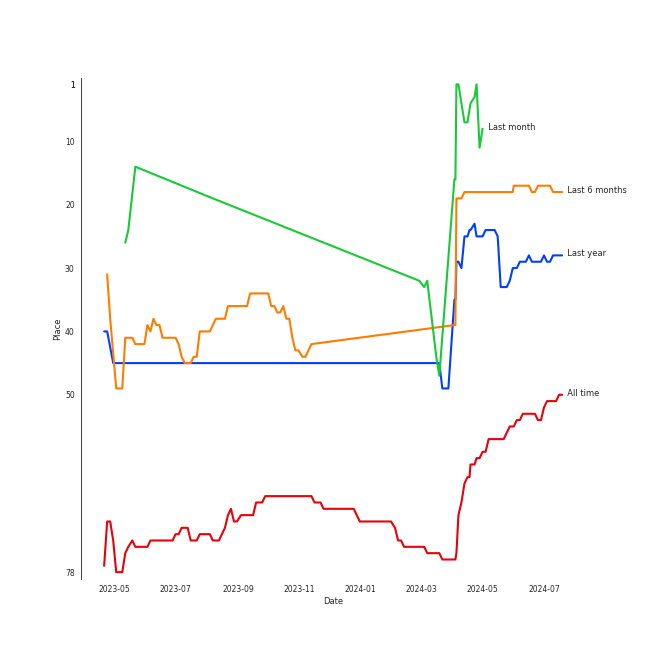 1
Last month
10
Last 6 months
20
Last year
30
Place
40
All time
50
78
2023-05 2023-07 2023-09 2023-11 2024-01 2024-03 2024-05 2024-07
Date